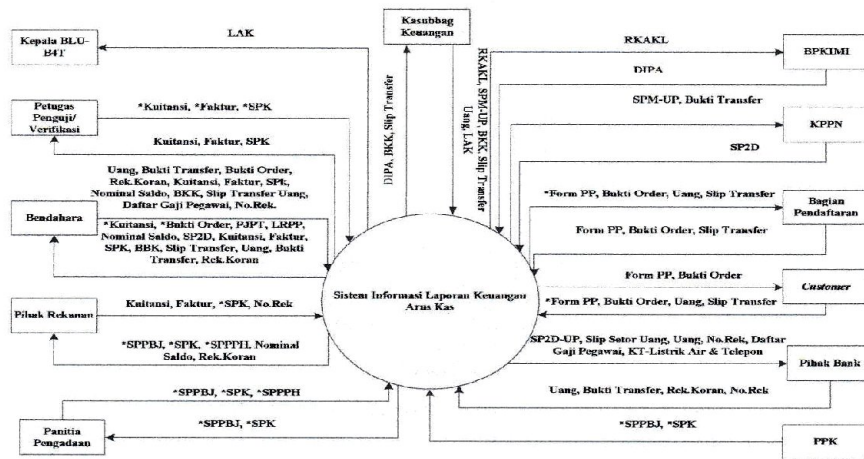 Kasubbag
Keuangan
Kepala BLU-
B4T
LAK
RKAKL
BPKIMI
DIPA
Petugas
Penguji/
Verifikasi
*Kuitansi, *Faktur, *SPK
Kuitansi, Faktur, SPK
DIPA, BKK, Slip Transfer
RKAKL, SPM-UP, BKK, Slip Transfer
Uang, LAK
SPM-UP, Bukti Transfer
KPPN
SP2D
Uang, Bukti Transfer, Bukti Order,
Rek.Koran, Kuitansi, Faktur, SPk,
Nominal Saldo, BKK, Slip Transfer Uang,
Daftar Gaji Pegawai, No.Rek.
Bendahara
*Kuitansi, *Bukti Order, PJPT, LRPP,
Nominal Saldo, SP2D, Kuitansi, Faktur,
SPK, BBK, Slip Transfer, Uang, Bukti
Transfer, Rek.Koran
*Form PP, Bukti Order, Uang, Slip Transfer
Bagian
Pendaftaran
Form PP, Bukti Order, Slip Transfer
Sistem Informasi Laporan Keuangan
Arus Kas
Form PP, Bukti Order
Customer
*Form PP, Bukti Order, Uang, Slip Transfer
Pihak Rekanan
Kuitansi, Faktur, *SPK, No.Rek
*SPPBJ, *SPK, *SPPPH, Nominal
Saldo, Rek.Koran
SP2D-UP, Slip Setor Uang, Uang, No.Rek, Daftar
Gaji Pegawai, KT-Listrik Air & Telepon
Pihak Bank
Uang, Bukti Transfer, Rek.Koran, No.Rek
*SPPBJ, *SPK, *SPPPH
Panitia
Pengadaan
*SPPBJ, *SPK
*SPPBJ, *SPK
PPK